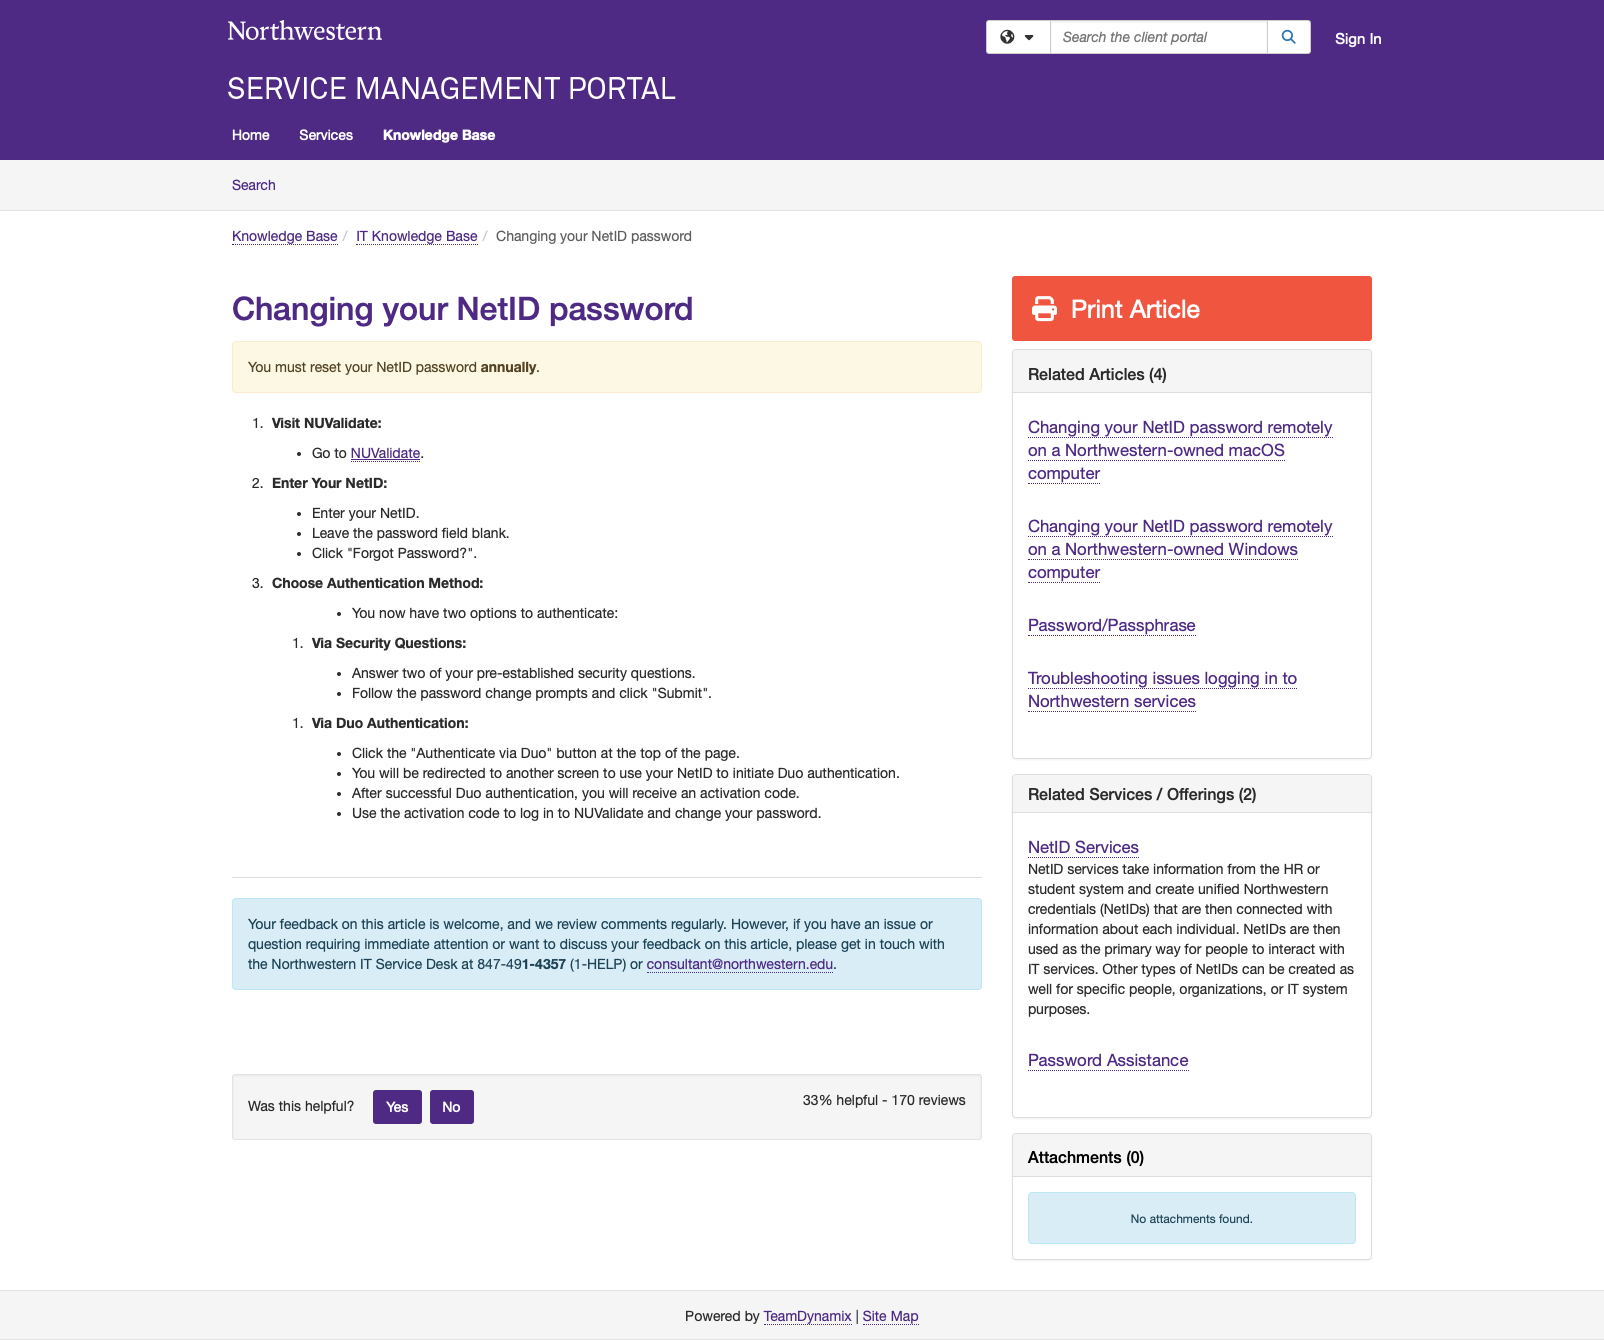 Northwestern
Search the client portal
Sign In
SERVICE MANAGEMENT PORTAL
Home
Services
Knowledge Base
Search
Knowledge Base / IT Knowledge Base / Changing your NetID password
Changing your NetID password
You must reset your NetID password annually.
1. Visit NUValidate:
• Go to NUValidate.
2. Enter Your NetID:
• Enter your NetID.
• Leave the password field blank.
• Click "Forgot Password?".
3. Choose Authentication Method:
• You now have two options to authenticate:
1. Via Security Questions:
• Answer two of your pre-established security questions.
• Follow the password change prompts and click "Submit".
1. Via Duo Authentication:
• Click the "Authenticate via Duo" button at the top of the page.
• You will be redirected to another screen to use your NetID to initiate Duo authentication.
• After successful Duo authentication, you will receive an activation code.
• Use the activation code to log in to NUValidate and change your password.
Your feedback on this article is welcome, and we review comments regularly. However, if you have an issue or
question requiring immediate attention or want to discuss your feedback on this article, please get in touch with
the Northwestern IT Service Desk at 847-491-4357 (1-HELP) or consultant@northwestern.edu.
Was this helpful?
Yes
No
33% helpful - 170 reviews
Print Article
Related Articles (4)
Changing your NetID password remotely
on a Northwestern-owned macOS
computer
Changing your NetID password remotely
on a Northwestern-owned Windows
computer
Password/Passphrase
Troubleshooting issues logging in to
Northwestern services
Related Services / Offerings (2)
NetID Services
NetID services take information from the HR or
student system and create unified Northwestern
credentials (NetIDs) that are then connected with
information about each individual. NetIDs are then
used as the primary way for people to interact with
IT services. Other types of NetIDs can be created as
well for specific people, organizations, or IT system
purposes.
Password Assistance
Attachments (0)
No attachments found.
Powered by TeamDynamix | Site Map